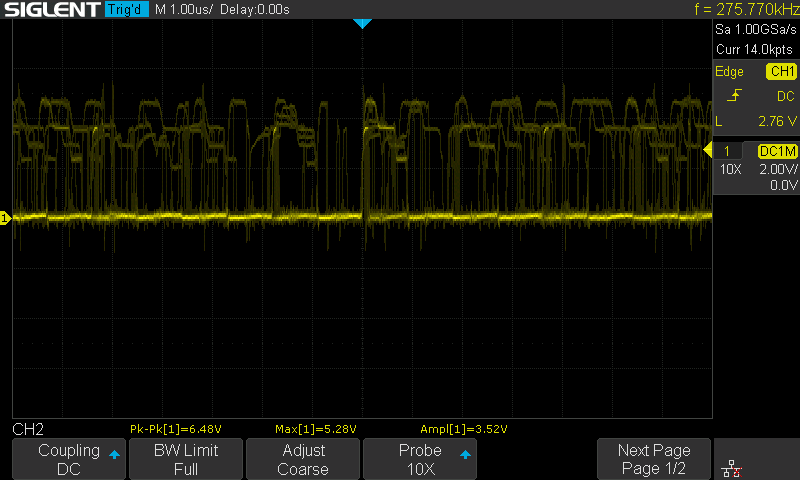 SIGLENT Trig'd M 1.00us/ Delay:0.00s f = 275.770kHz
Sa 1.00GSa/s
Curr 14.0kpts
Edge CH1
DC
L 2.76 V
1 DC1M
10X 2.00V/
0.0V
1
CH2 Pk-Pk[1]=6.48V Max[1]=5.28V Ampl[1]=3.52V
Coupling BW Limit Adjust Probe Next Page
DC Full Coarse 10X Page 1/2